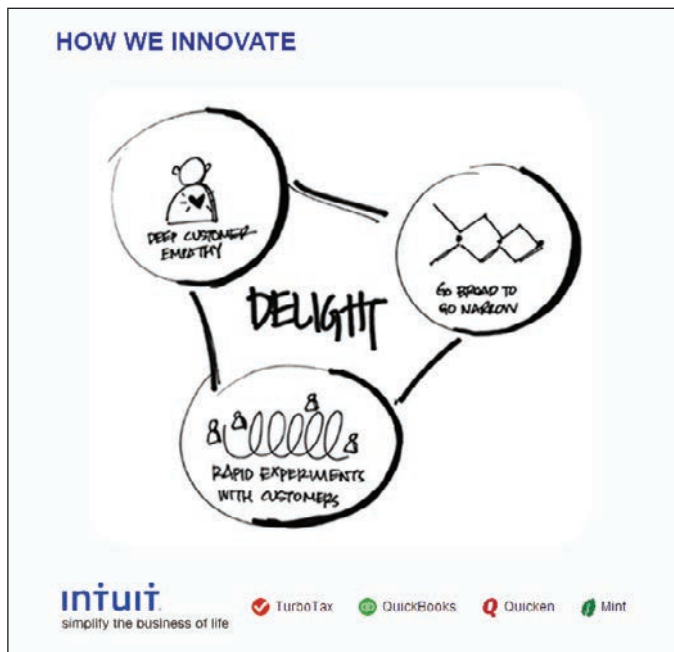 HOW WE INNOVATE
DEEP CUSTOMER
EMPATHY
GO BROAD TO
GO NARROW
DELIGHT
RAPID EXPERIMENTS
WITH CUSTOMERS
intuit.
simplify the business of life
TurboTax
QuickBooks
Quicken
Mint